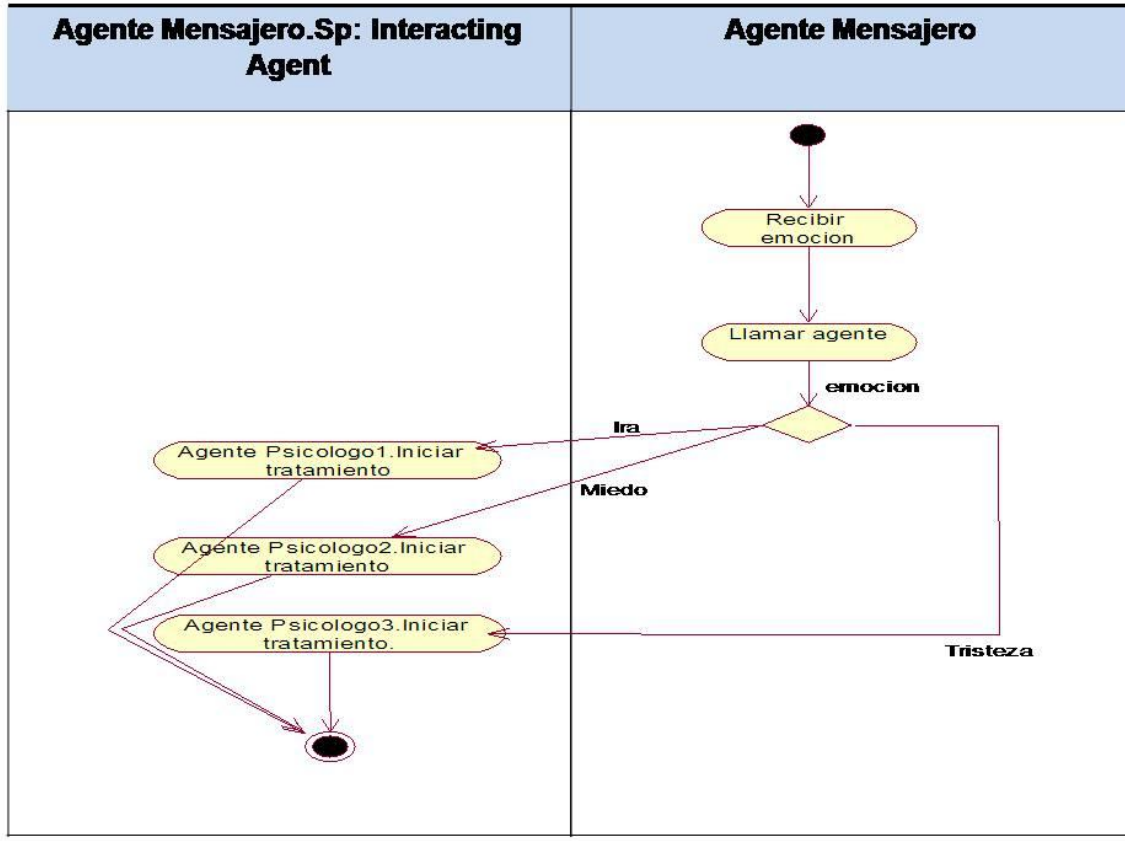 Agente Mensajero.Sp: Interacting
Agent
Agente Mensajero
Recibir
emocion
Llamar agente
emocion
Ira
Miedo
Agente Psicologo1.Iniciar
tratamiento
Agente Psicologo2.Iniciar
tratamiento
Agente Psicologo3.Iniciar
tratamiento.
Tristeza